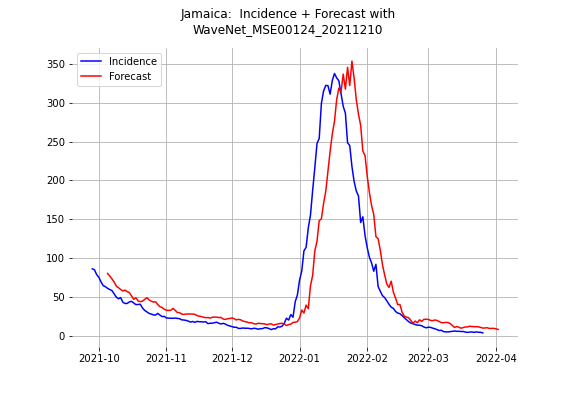 Jamaica:  Incidence + Forecast with
WaveNet_MSE00124_20211210
Incidence
Forecast
350
300
250
200
150
100
50
0
2021-10 2021-11 2021-12 2022-01 2022-02 2022-03 2022-04